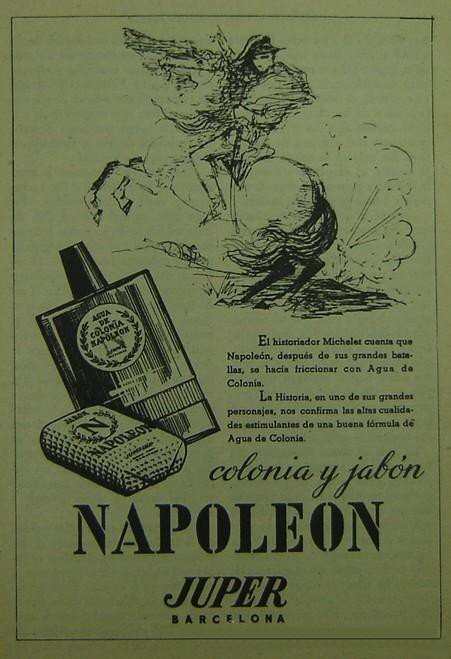 El historiador Michelet cuenta que
Napoleón, después de sus grandes bata-
llas, se hacía friccionar con Agua de
Colonia.
La Historia, en uno de sus grandes
personajes, nos confirma las altas cualida-
des estimulantes de una buena fórmula de
Agua de Colonia.
AGUA
DE
COLONIA
NAPOLEON
N
NAPOLEON
colonia y jabón
NAPOLEON
JUPER
BARCELONA